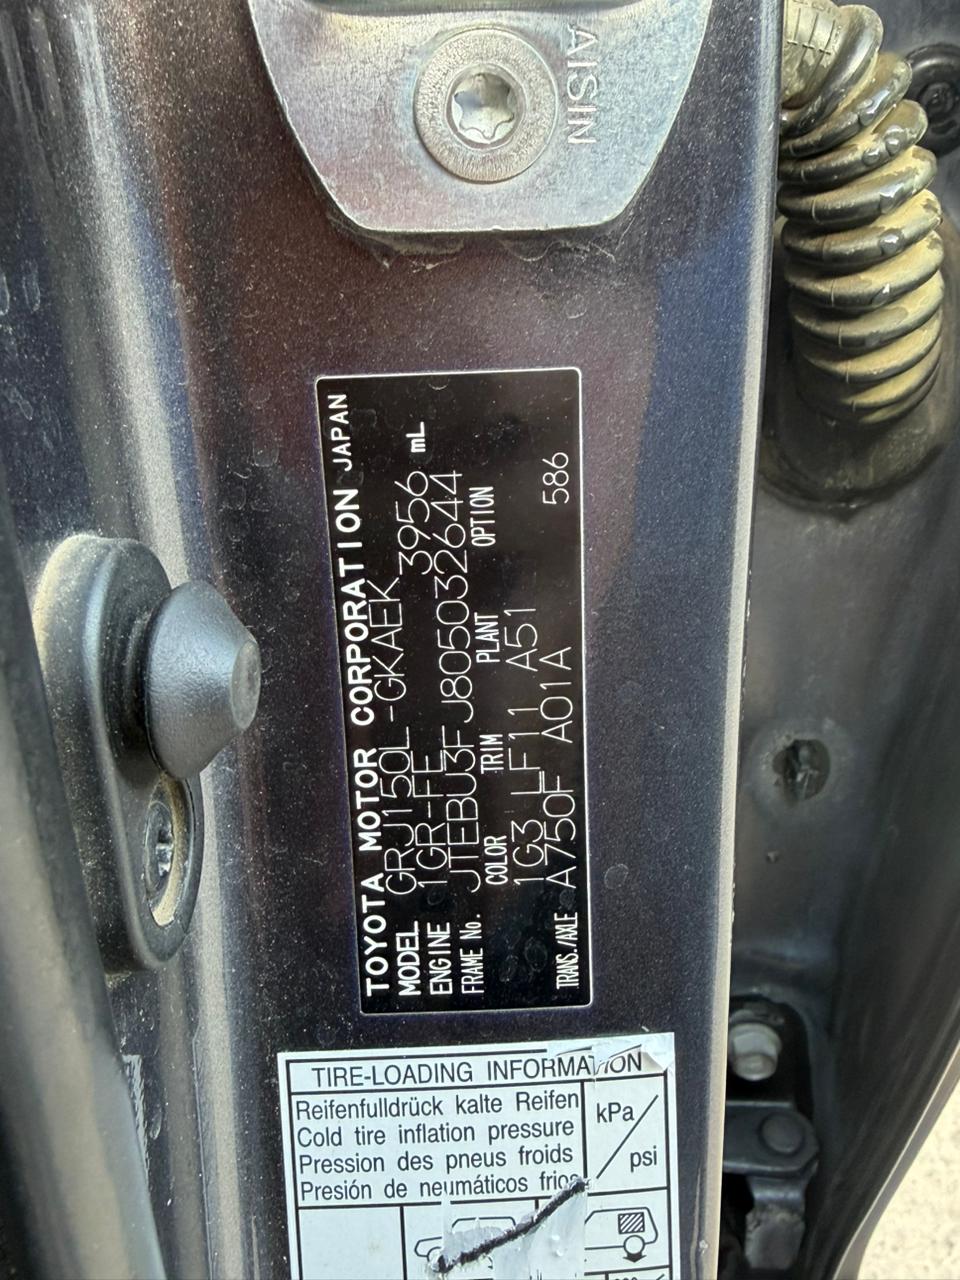 AISIN
TOYOTA MOTOR CORPORATION JAPAN
MODEL GRJ150L-GKAEK
ENGINE 1GR-FE 3956 mL
FRAME No. JTEBU3FJ805032644
COLOR TRIM PLANT OPTION
1G3 LF11 A51
TRANS./AXLE A750F A01A 586
TIRE-LOADING INFORMATION
Reifenfülldrück kalte Reifen
Cold tire inflation pressure
Pression des pneus froids
Presión de neumáticos frios
kPa/
psi